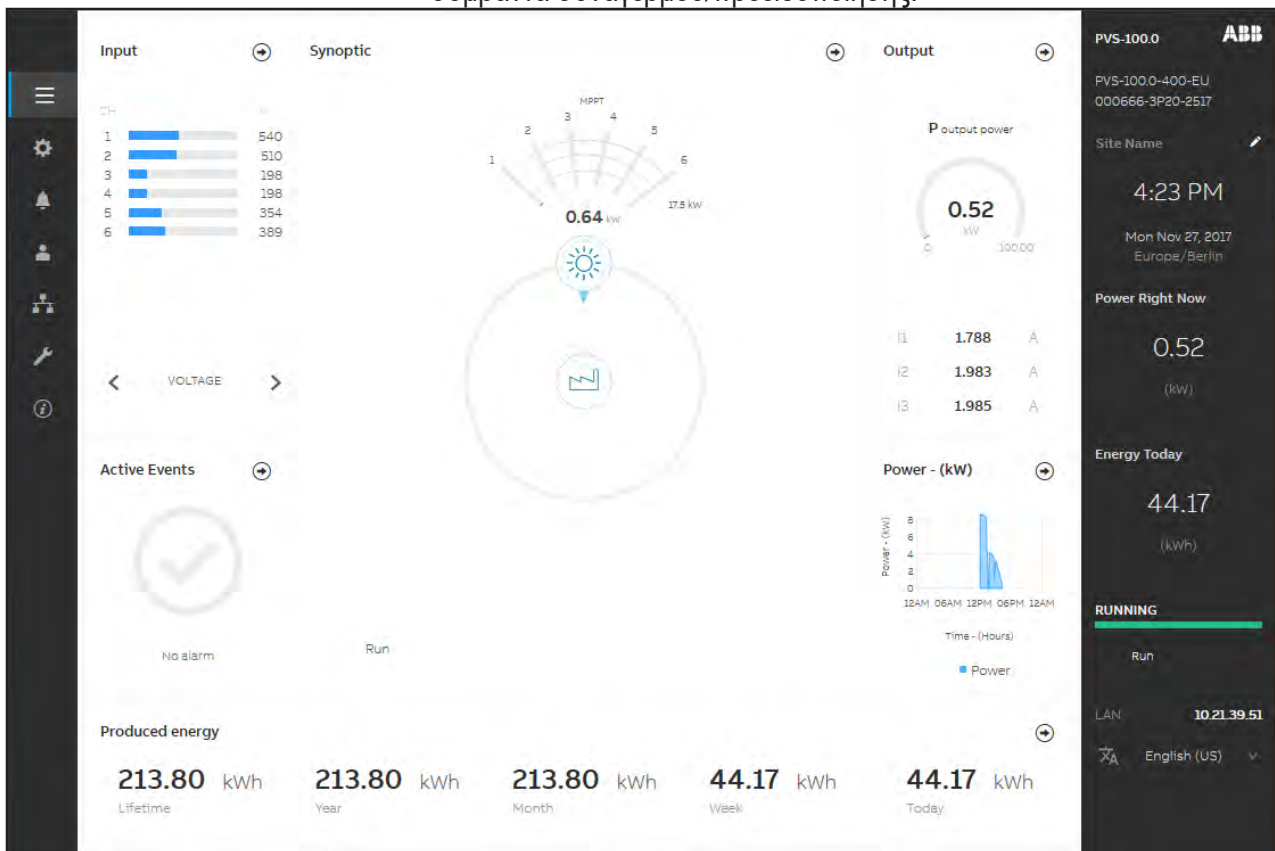 συμβάντα συναγερμού/προειδοποίησης.
Input
Synoptic
Output
PVS-100.0
ABB
PVS-100.0-400-EU
000666-3P20-2517
CH
V
1 540
2 510
3 198
4 198
5 354
6 389
VOLTAGE
MPPT
1 2 3 4 5 6
0.64 kW
17.5 kW
P output power
0.52
kW
0 100.00
I1 1.788 A
I2 1.983 A
I3 1.985 A
Site Name
4:23 PM
Mon Nov 27, 2017
Europe/Berlin
Power Right Now
0.52
(kW)
Active Events
No alarm
Run
Power - (kW)
Power - (kW)
8
6
4
2
0
12AM 06AM 12PM 06PM 12AM
Time - (Hours)
Power
Energy Today
44.17
(kWh)
RUNNING
Run
LAN 10.21.39.51
English (US)
Produced energy
213.80 kWh
Lifetime
213.80 kWh
Year
213.80 kWh
Month
44.17 kWh
Week
44.17 kWh
Today